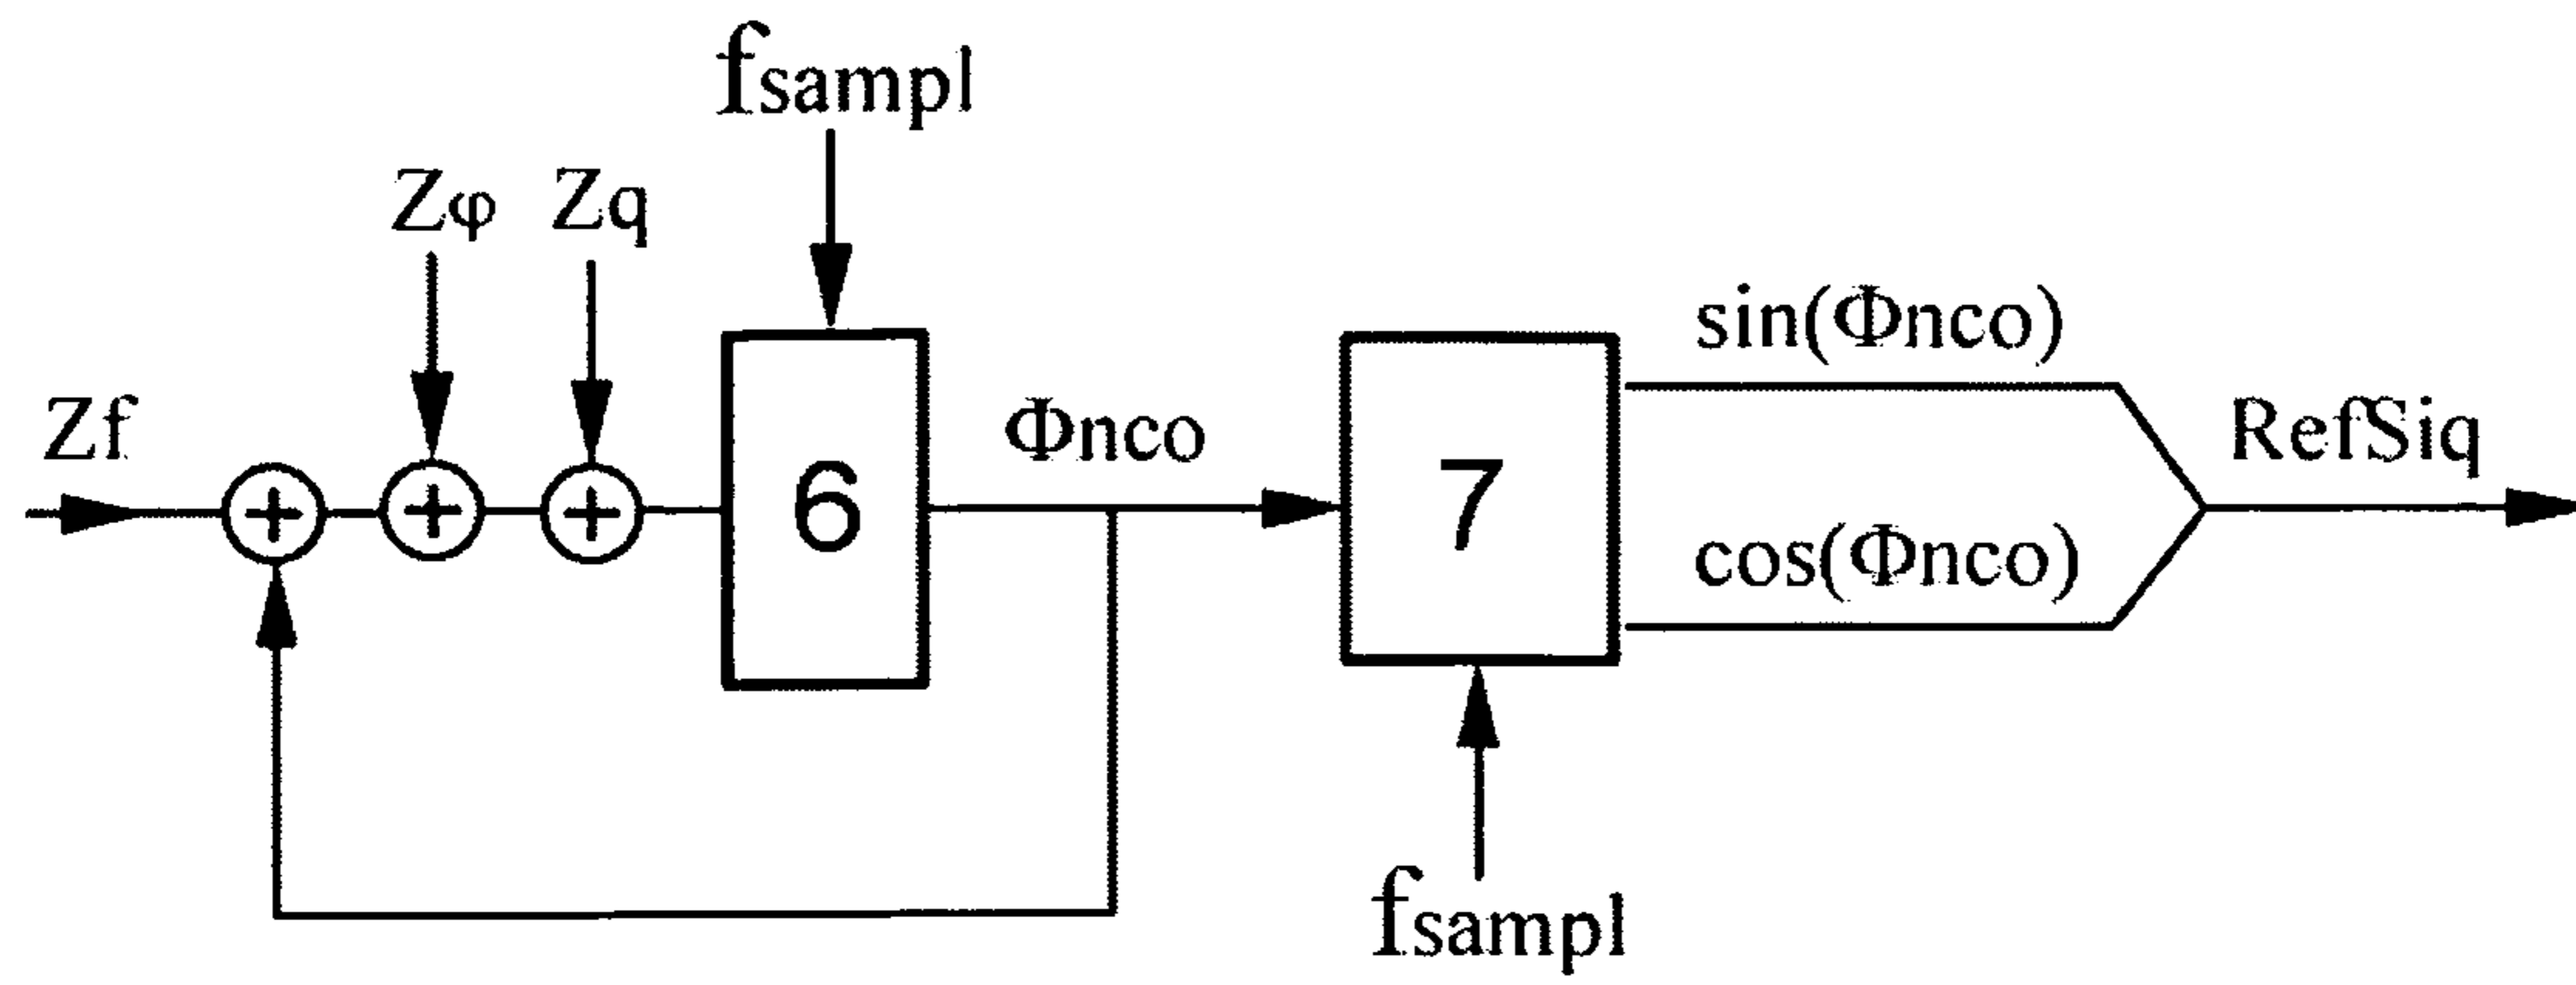 fsampl
Zφ Zq
Zf
6
Φnco
7
sin(Φnco)
cos(Φnco)
RefSiq
fsampl